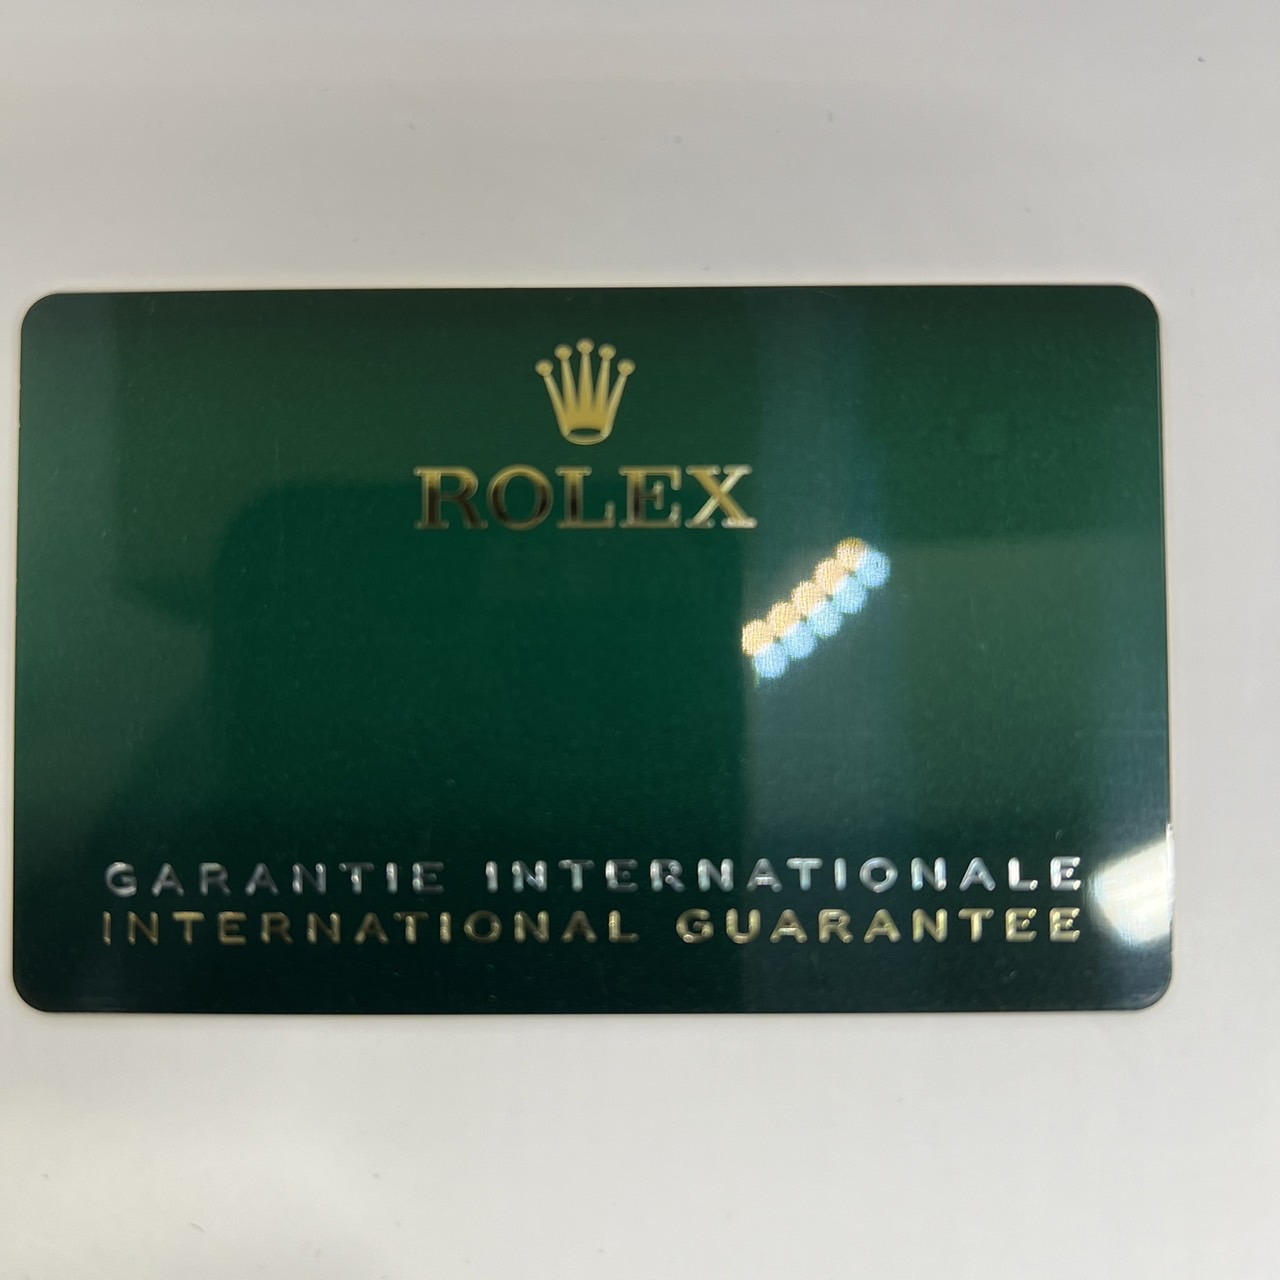 ROLEX
GARANTIE INTERNATIONALE
INTERNATIONAL GUARANTEE